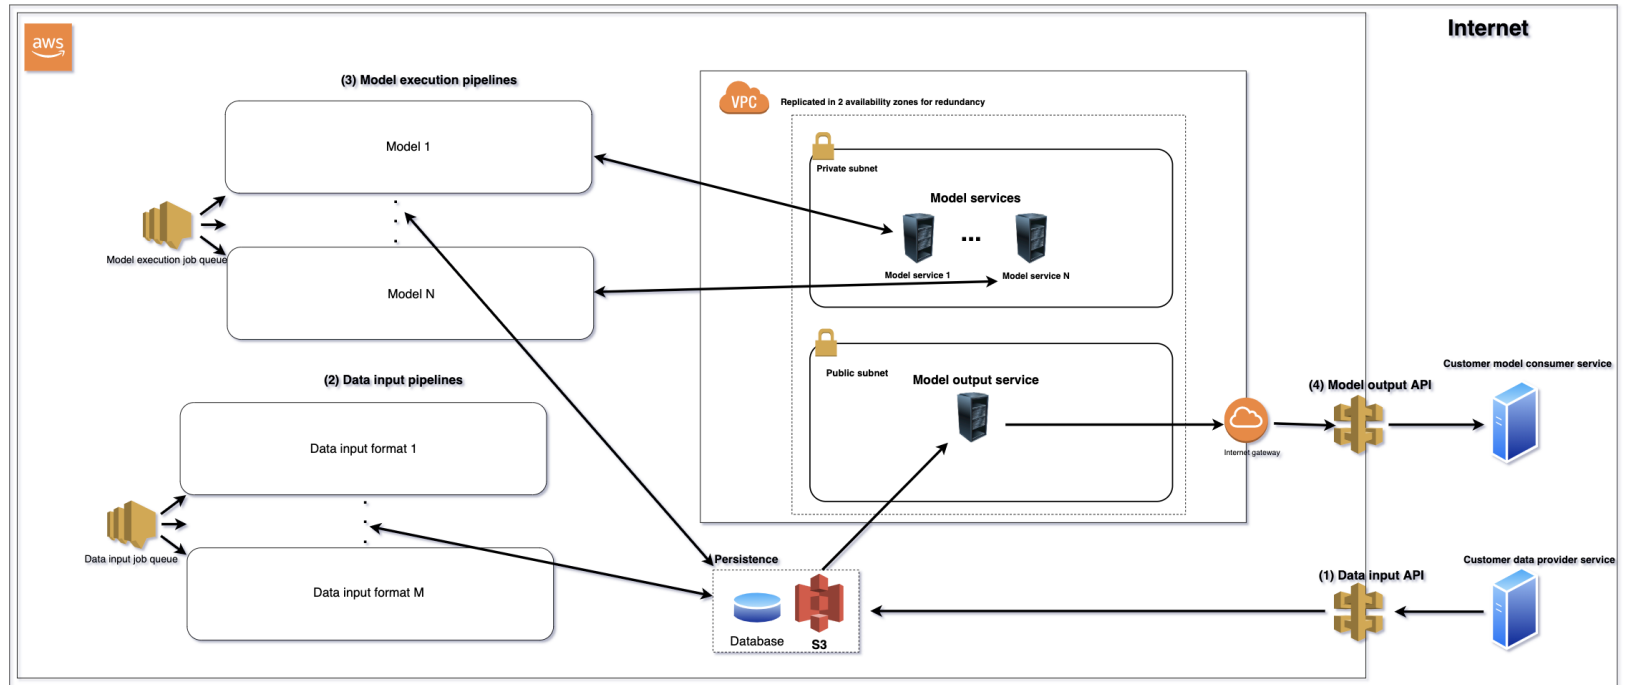 Internet
aws
(3) Model execution pipelines
VPC
Replicated in 2 availability zones for redundancy
Model 1
Private subnet
Model services
...
Model execution job queue
Model service 1
Model service N
Model N
(2) Data input pipelines
Public subnet
Model output service
Customer model consumer service
(4) Model output API
Data input format 1
Internet gateway
Data input job queue
Persistence
Customer data provider service
(1) Data input API
Data input format M
Database
S3